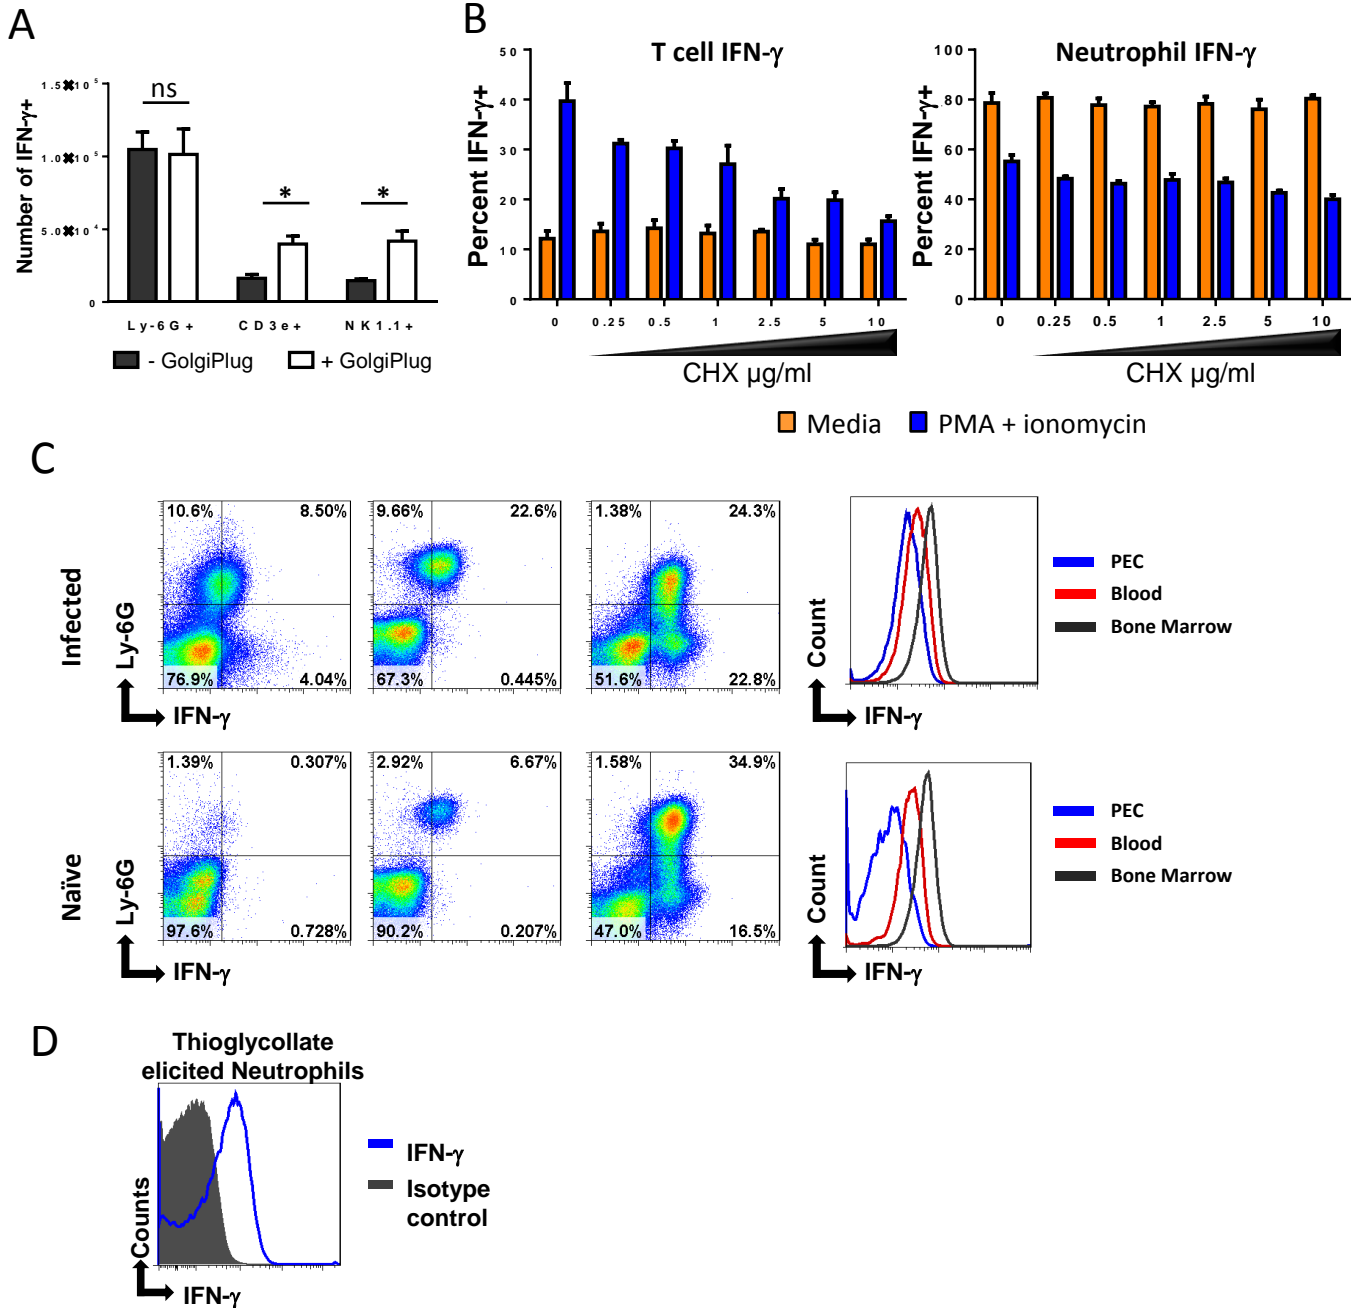 A
Number of IFN-γ+
1.5✖10 5
1.0✖10 5
5.0✖10 4
0
ns
*
*
Ly-6G+ CD3e+ NK1.1+
- GolgiPlug + GolgiPlug
B
T cell IFN-γ
Percent IFN-γ+
50
40
30
20
10
0
0 0.25 0.5 1 2.5 5 10
CHX µg/ml
Neutrophil IFN-γ
Percent IFN-γ+
100
80
60
40
20
0
0 0.25 0.5 1 2.5 5 10
CHX µg/ml
Media PMA + ionomycin
C
Infected
Ly-6G
IFN-γ
10.6% 8.50%
76.9% 4.04%
9.66% 22.6%
67.3% 0.445%
1.38% 24.3%
51.6% 22.8%
Count
IFN-γ
PEC
Blood
Bone Marrow
Naïve
Ly-6G
IFN-γ
1.39% 0.307%
97.6% 0.728%
2.92% 6.67%
90.2% 0.207%
1.58% 34.9%
47.0% 16.5%
Count
IFN-γ
PEC
Blood
Bone Marrow
D
Thioglycollate
elicited Neutrophils
Counts
IFN-γ
IFN-γ
Isotype
control